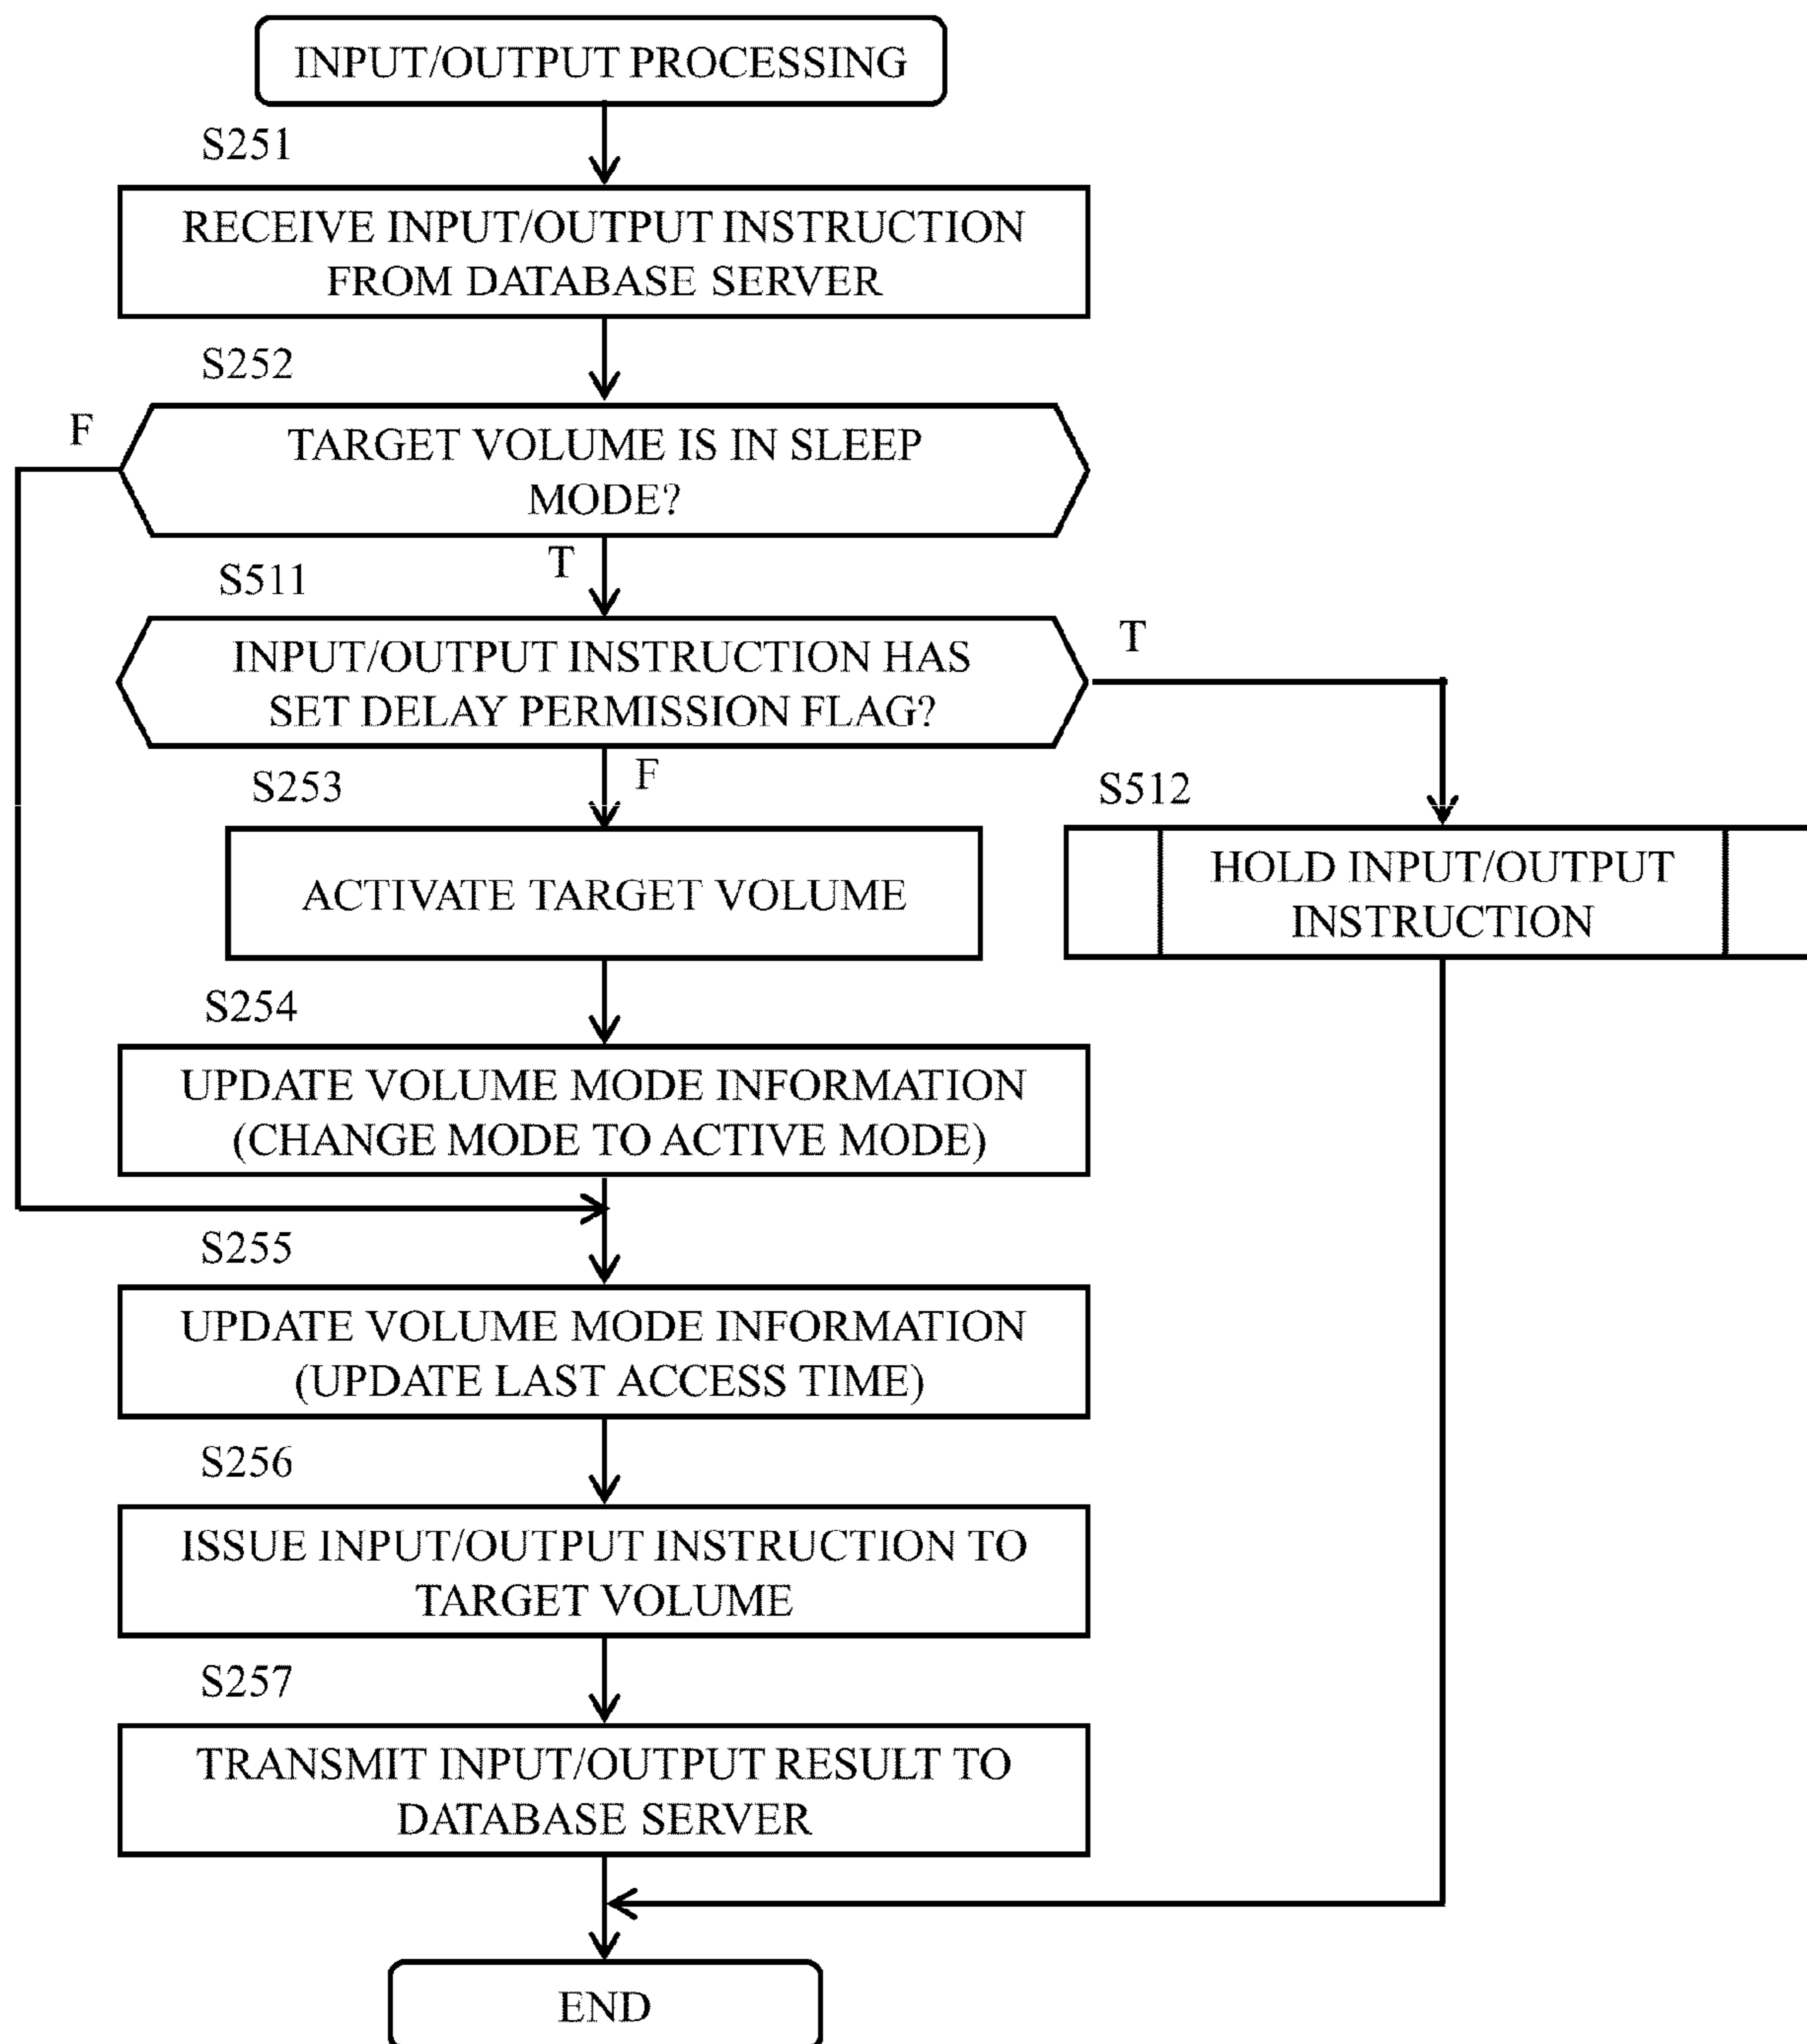 INPUT/OUTPUT PROCESSING
S251
RECEIVE INPUT/OUTPUT INSTRUCTION
FROM DATABASE SERVER
S252
F
TARGET VOLUME IS IN SLEEP
MODE?
T
S511
INPUT/OUTPUT INSTRUCTION HAS
SET DELAY PERMISSION FLAG?
T
S253
F
ACTIVATE TARGET VOLUME
S512
HOLD INPUT/OUTPUT
INSTRUCTION
S254
UPDATE VOLUME MODE INFORMATION
(CHANGE MODE TO ACTIVE MODE)
S255
UPDATE VOLUME MODE INFORMATION
(UPDATE LAST ACCESS TIME)
S256
ISSUE INPUT/OUTPUT INSTRUCTION TO
TARGET VOLUME
S257
TRANSMIT INPUT/OUTPUT RESULT TO
DATABASE SERVER
END